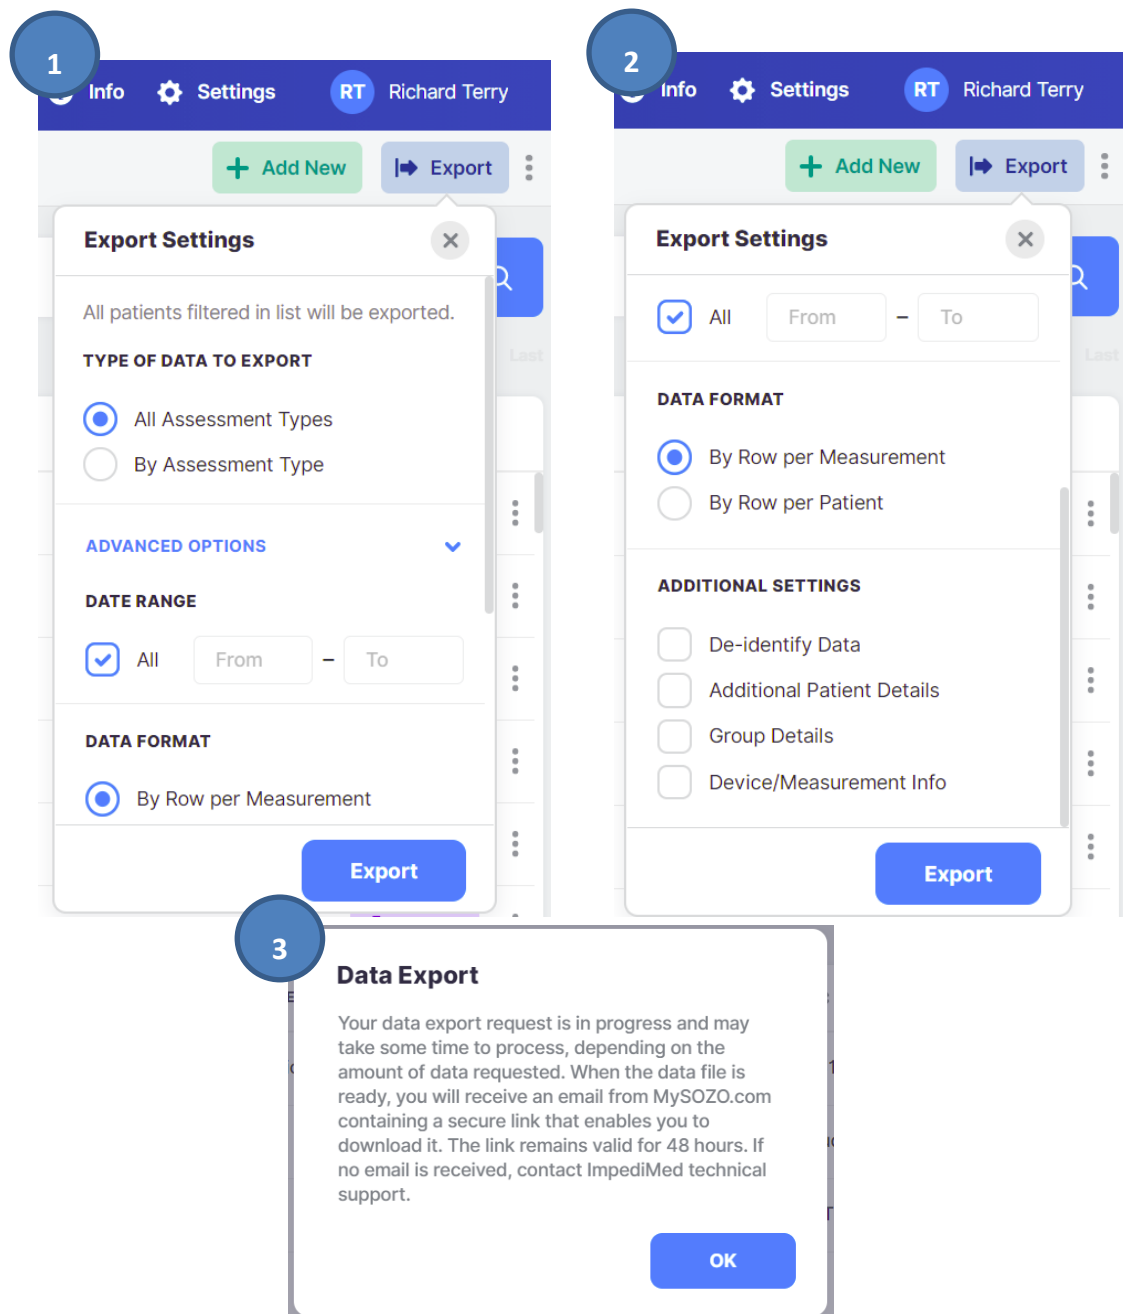 1
Info
Settings
RT
Richard Terry
Add New
Export
Export Settings
All patients filtered in list will be exported.
Last
TYPE OF DATA TO EXPORT
All Assessment Types
By Assessment Type
ADVANCED OPTIONS
DATE RANGE
All
From
–
To
DATA FORMAT
By Row per Measurement
Export
2
Info
Settings
RT
Richard Terry
Add New
Export
Export Settings
All
From
–
To
Last
DATA FORMAT
By Row per Measurement
By Row per Patient
ADDITIONAL SETTINGS
De-identify Data
Additional Patient Details
Group Details
Device/Measurement Info
Export
3
Data Export
Your data export request is in progress and may
take some time to process, depending on the
amount of data requested. When the data file is
ready, you will receive an email from MySOZO.com
containing a secure link that enables you to
download it. The link remains valid for 48 hours. If
no email is received, contact ImpediMed technical
support.
OK